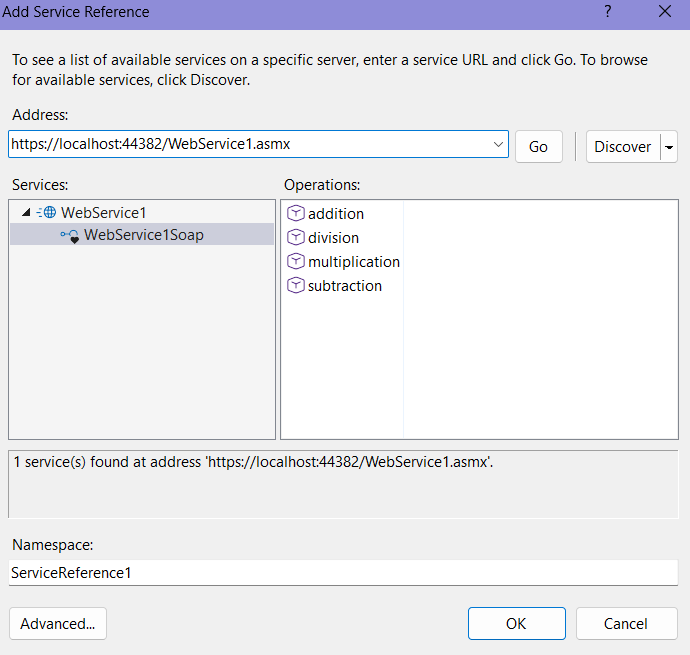 Add Service Reference
?
To see a list of available services on a specific server, enter a service URL and click Go. To browse
for available services, click Discover.
Address:
https://localhost:44382/WebService1.asmx
Go
Discover
Services:
Operations:
WebService1
WebService1Soap
addition
division
multiplication
subtraction
1 service(s) found at address 'https://localhost:44382/WebService1.asmx'.
Namespace:
ServiceReference1
Advanced...
OK
Cancel